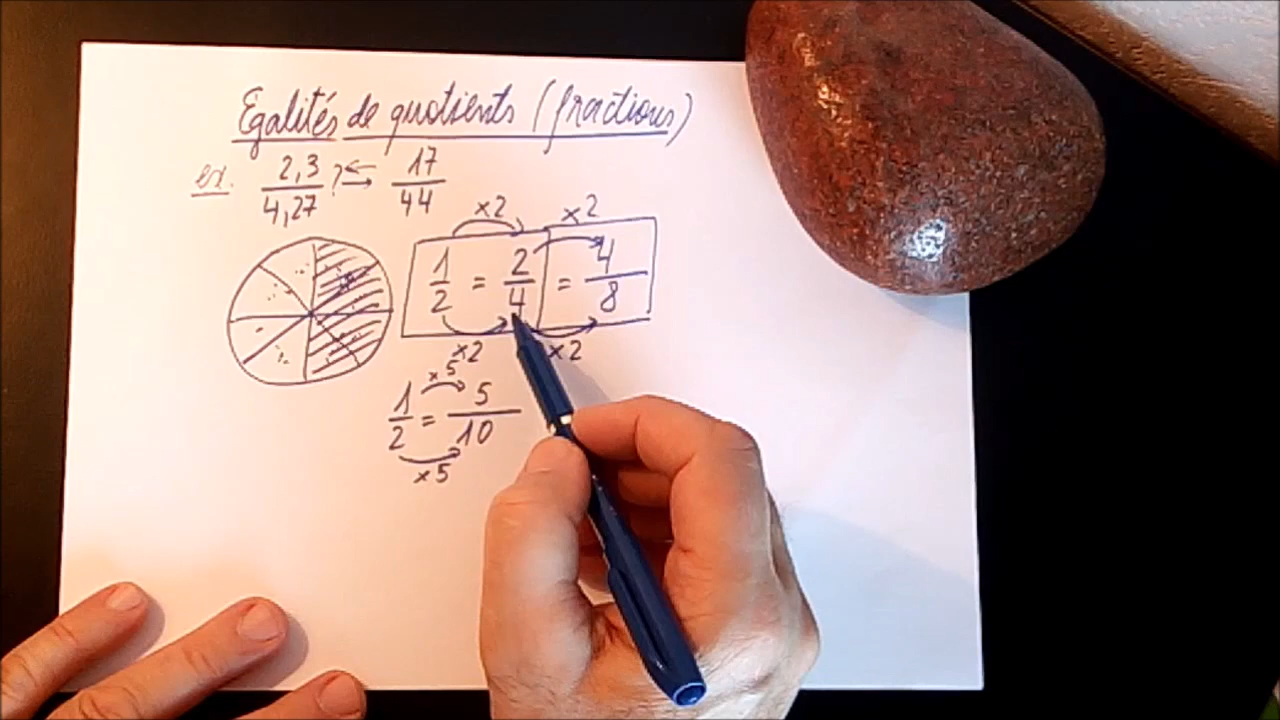 Egalités de quotients (fractions)
ex. 2,3/4,27 ? ⇄ 17/44
×2 ×2
1/2 = 2/4 = 4/8
×2 ×2
×5
1/2 = 5/10
×5